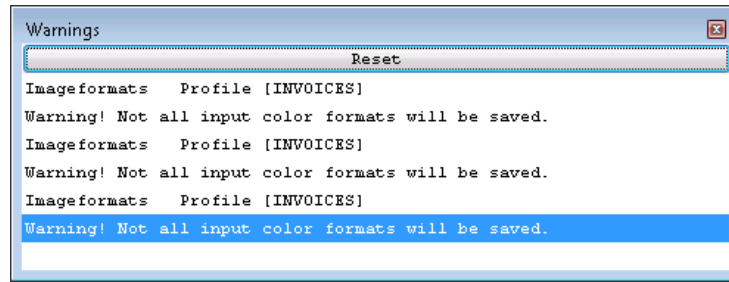 Warnings
Reset
Imageformats Profile [INVOICES]
Warning! Not all input color formats will be saved.
Imageformats Profile [INVOICES]
Warning! Not all input color formats will be saved.
Imageformats Profile [INVOICES]
Warning! Not all input color formats will be saved.